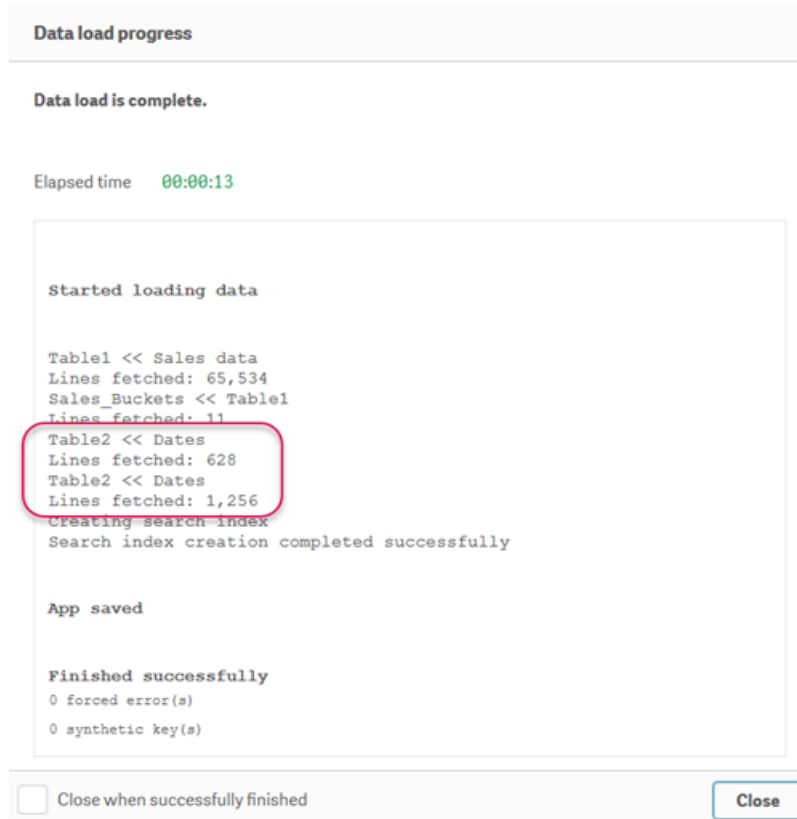 Data load progress
Data load is complete.
Elapsed time 00:00:13
Started loading data
Table1 << Sales data
Lines fetched: 65,534
Sales_Buckets << Table1
Lines fetched: 11
Table2 << Dates
Lines fetched: 628
Table2 << Dates
Lines fetched: 1,256
Creating search index
Search index creation completed successfully
App saved
Finished successfully
0 forced error(s)
0 synthetic key(s)
Close when successfully finished
Close